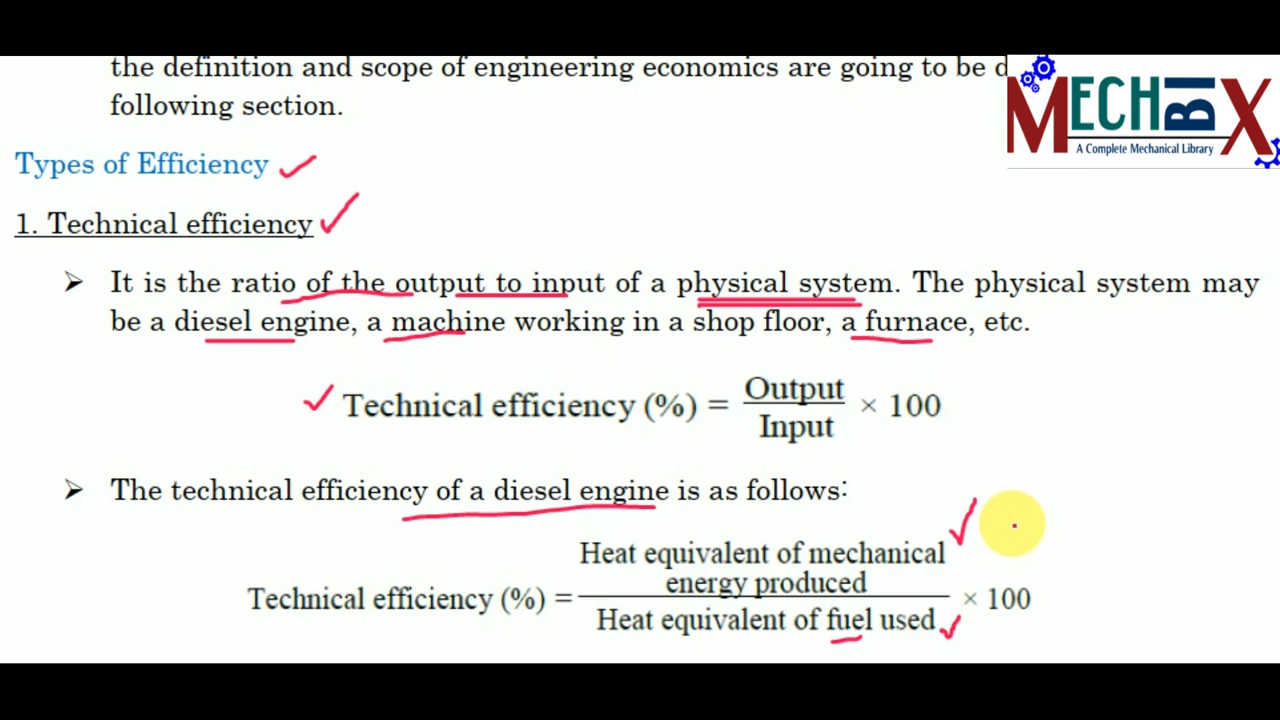 the definition and scope of engineering economics are going to be d
following section.
MECHBIX
A Complete Mechanical Library
Types of Efficiency
1. Technical efficiency
➢ It is the ratio of the output to input of a physical system. The physical system may
be a diesel engine, a machine working in a shop floor, a furnace, etc.
Technical efficiency (%) = Output / Input × 100
➢ The technical efficiency of a diesel engine is as follows:
Heat equivalent of mechanical
energy produced
Technical efficiency (%) = × 100
Heat equivalent of fuel used